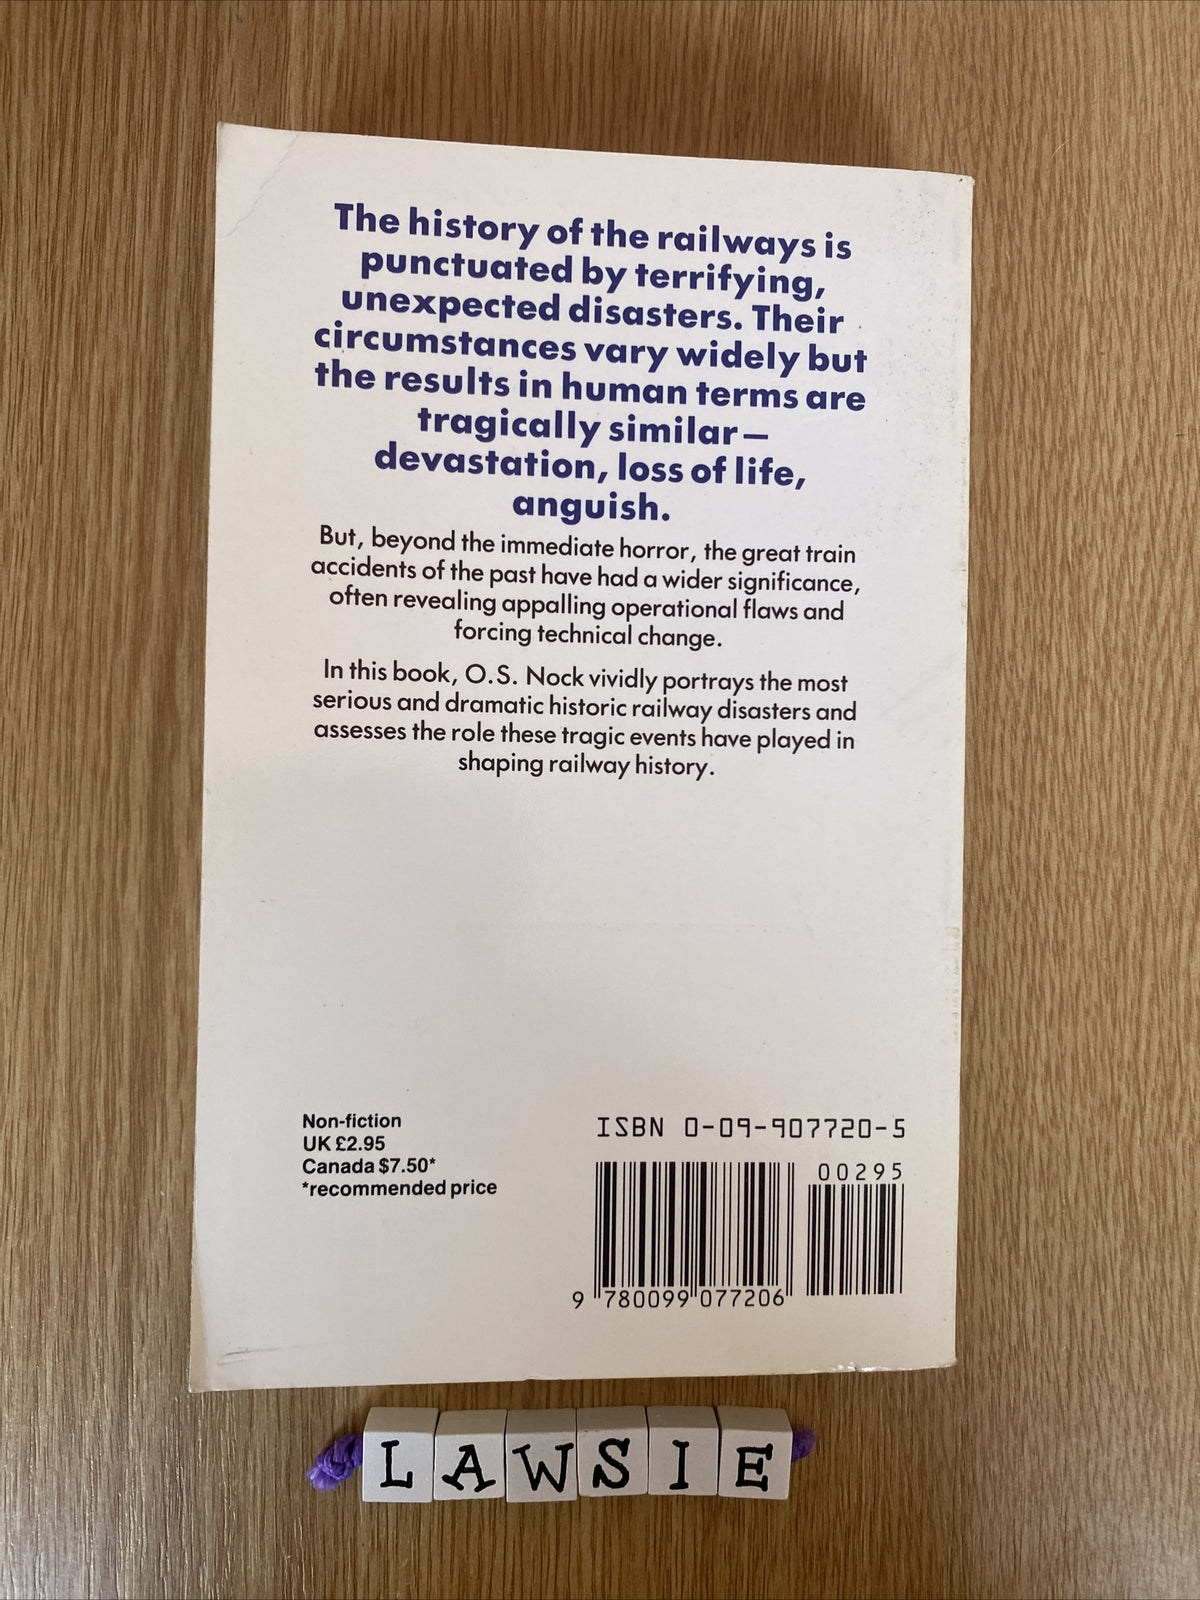 The history of the railways is
punctuated by terrifying,
unexpected disasters. Their
circumstances vary widely but
the results in human terms are
tragically similar—
devastation, loss of life,
anguish.
But, beyond the immediate horror, the great train
accidents of the past have had a wider significance,
often revealing appalling operational flaws and
forcing technical change.
In this book, O.S. Nock vividly portrays the most
serious and dramatic historic railway disasters and
assesses the role these tragic events have played in
shaping railway history.
Non-fiction
UK £2.95
Canada $7.50*
*recommended price
ISBN 0-09-907720-5
00295
9 780099 077206
LAWSIE